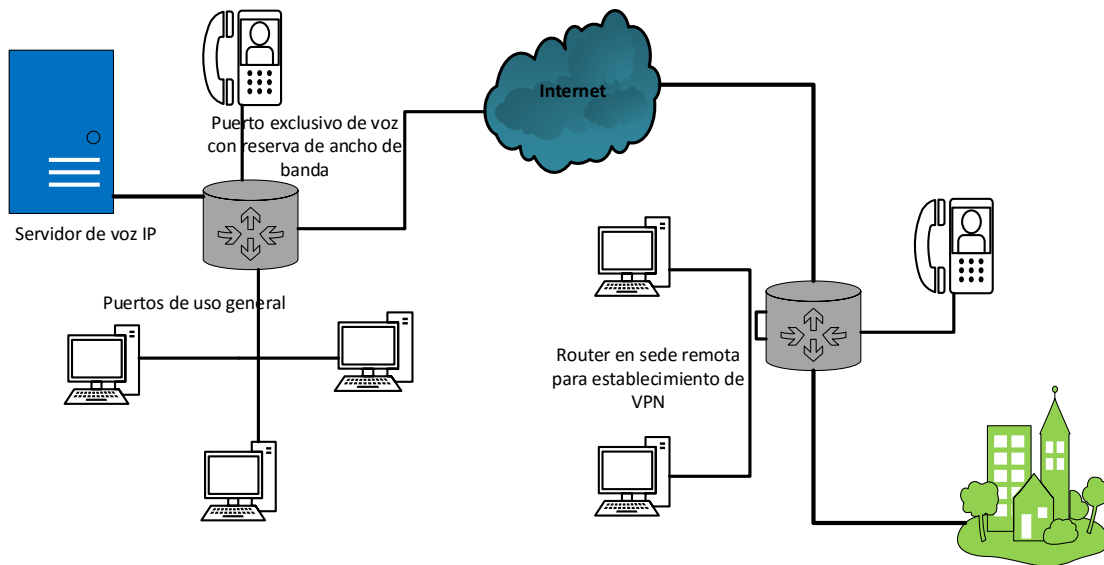 Internet
Puerto exclusivo de voz
con reserva de ancho de
banda
Servidor de voz IP
Puertos de uso general
Router en sede remota
para establecimiento de
VPN